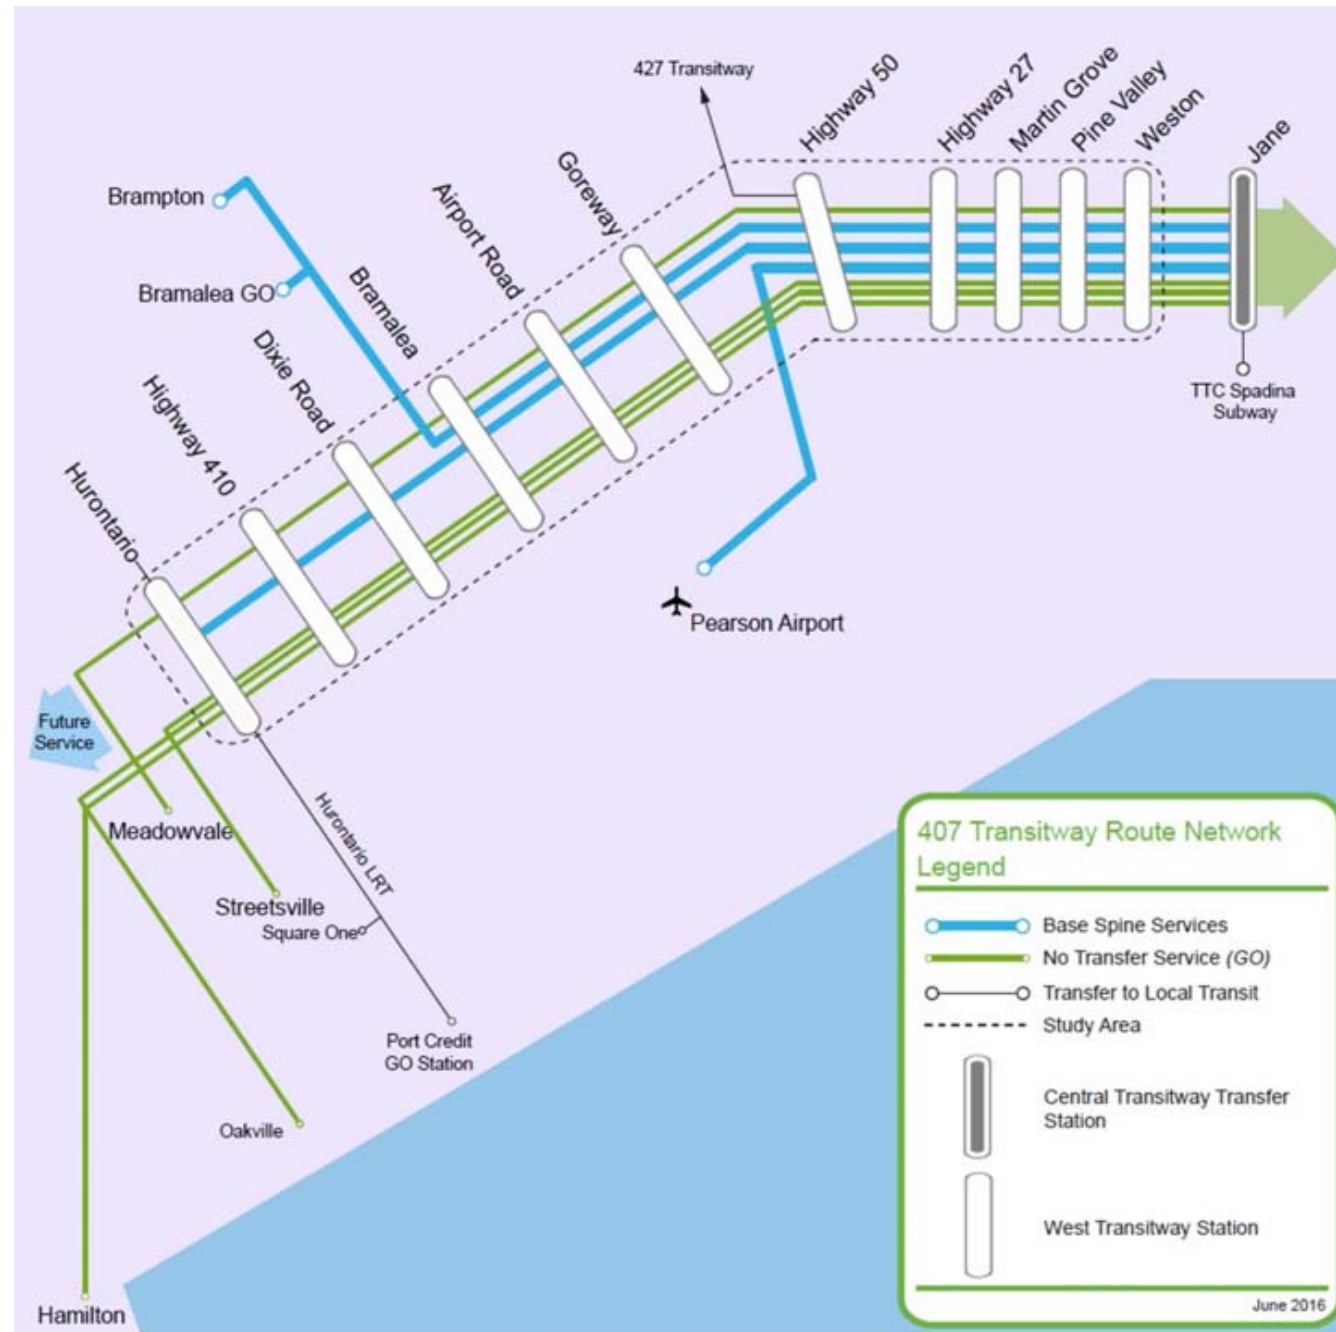 427 Transitway
Highway 50
Highway 27
Martin Grove
Pine Valley
Weston
Jane
Goreway
Airport Road
Bramalea
Dixie Road
Highway 410
Hurontario
Brampton
Bramalea GO
TTC Spadina
Subway
Pearson Airport
Future
Service
Meadowvale
Streetsville
Square One
Hurontario LRT
Port Credit
GO Station
Oakville
Hamilton
407 Transitway Route Network
Legend
Base Spine Services
No Transfer Service (GO)
Transfer to Local Transit
Study Area
Central Transitway Transfer
Station
West Transitway Station
June 2016